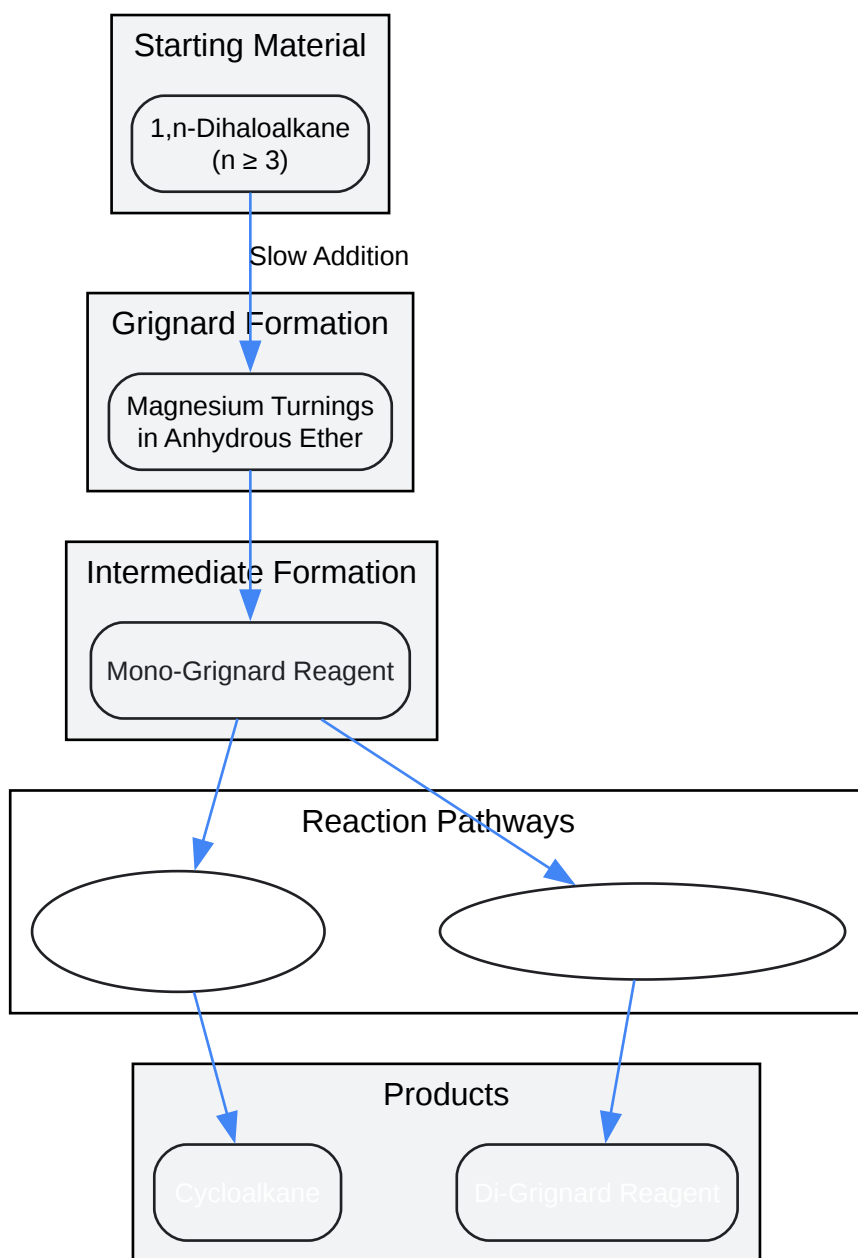 Starting Material
1,n-Dihaloalkane
(n ≥ 3)
Slow Addition
Grignard Formation
Magnesium Turnings
in Anhydrous Ether
Intermediate Formation
Mono-Grignard Reagent
Reaction Pathways
Products
Cycloalkane
Di-Grignard Reagent